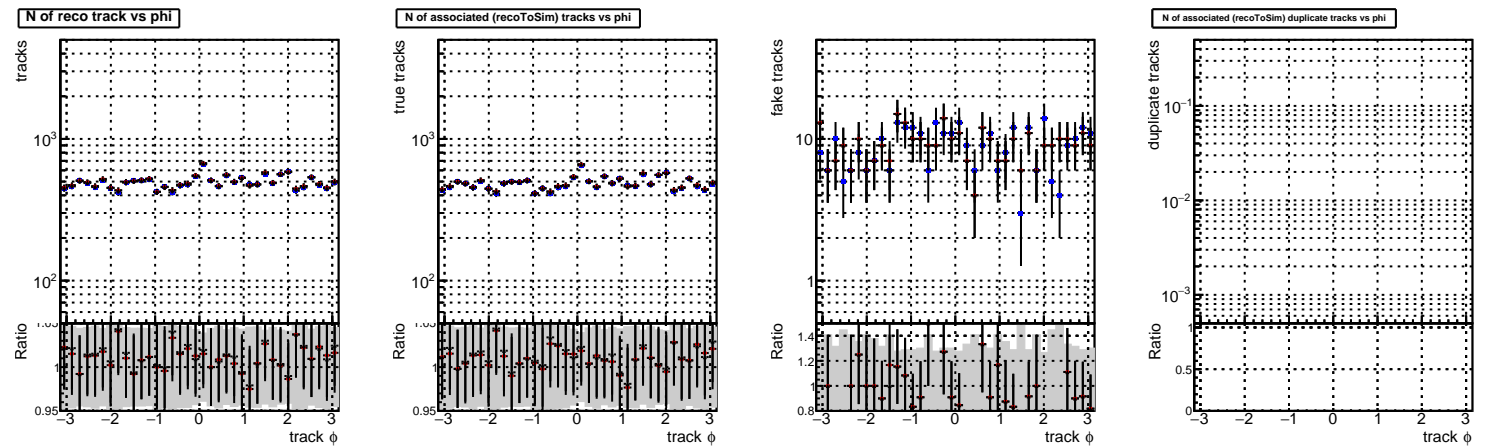 N of reco track vs phi
tracks
10³
10²
Ratio
1.05
1
0.95
−3 −2 −1 0 1 2 3
track ϕ
N of associated (recoToSim) tracks vs phi
true tracks
10³
10²
Ratio
1.05
1
0.95
−3 −2 −1 0 1 2 3
track ϕ
fake tracks
10
1
Ratio
1.4
1.2
1
0.8
−3 −2 −1 0 1 2 3
track ϕ
N of associated (recoToSim) duplicate tracks vs phi
duplicate tracks
10⁻¹
10⁻²
10⁻³
Ratio
1
0.5
0
−3 −2 −1 0 1 2 3
track ϕ